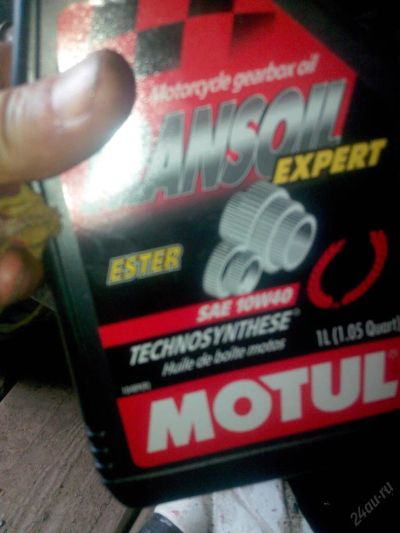 Motorcycle gearbox oil
ANSOIL
EXPERT
ESTER
SAE 10W40
TECHNOSYNTHESE®
Huile de boîte motos
1L (1.05 Quart)
MOTUL
24au.ru